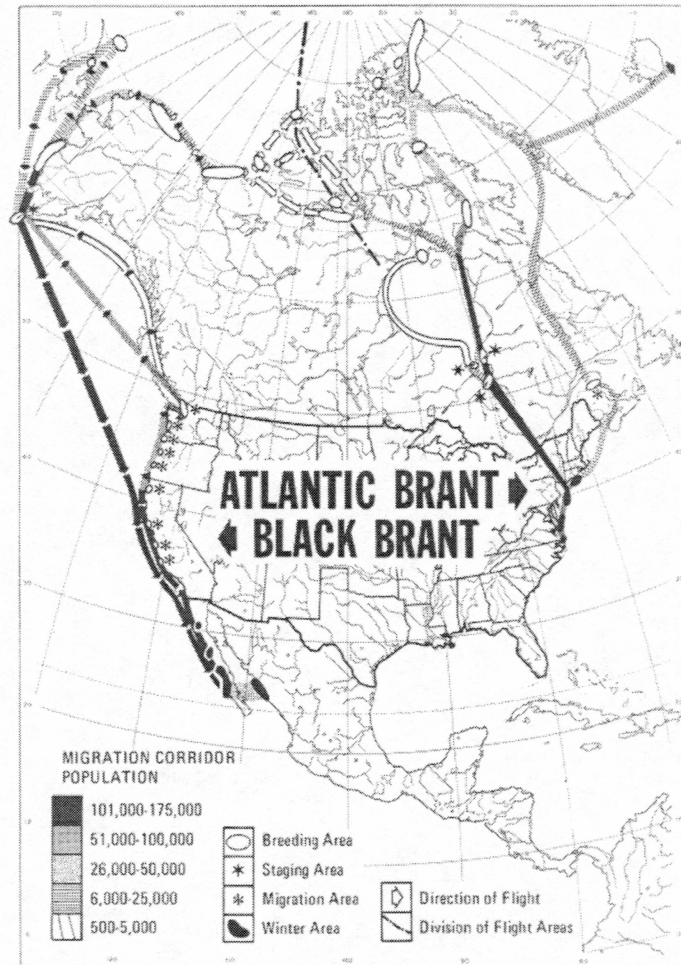 ATLANTIC BRANT
BLACK BRANT
MIGRATION CORRIDOR
POPULATION
101,000-175,000
51,000-100,000
26,000-50,000
6,000-25,000
500-5,000
Breeding Area
Staging Area
Migration Area
Winter Area
Direction of Flight
Division of Flight Areas